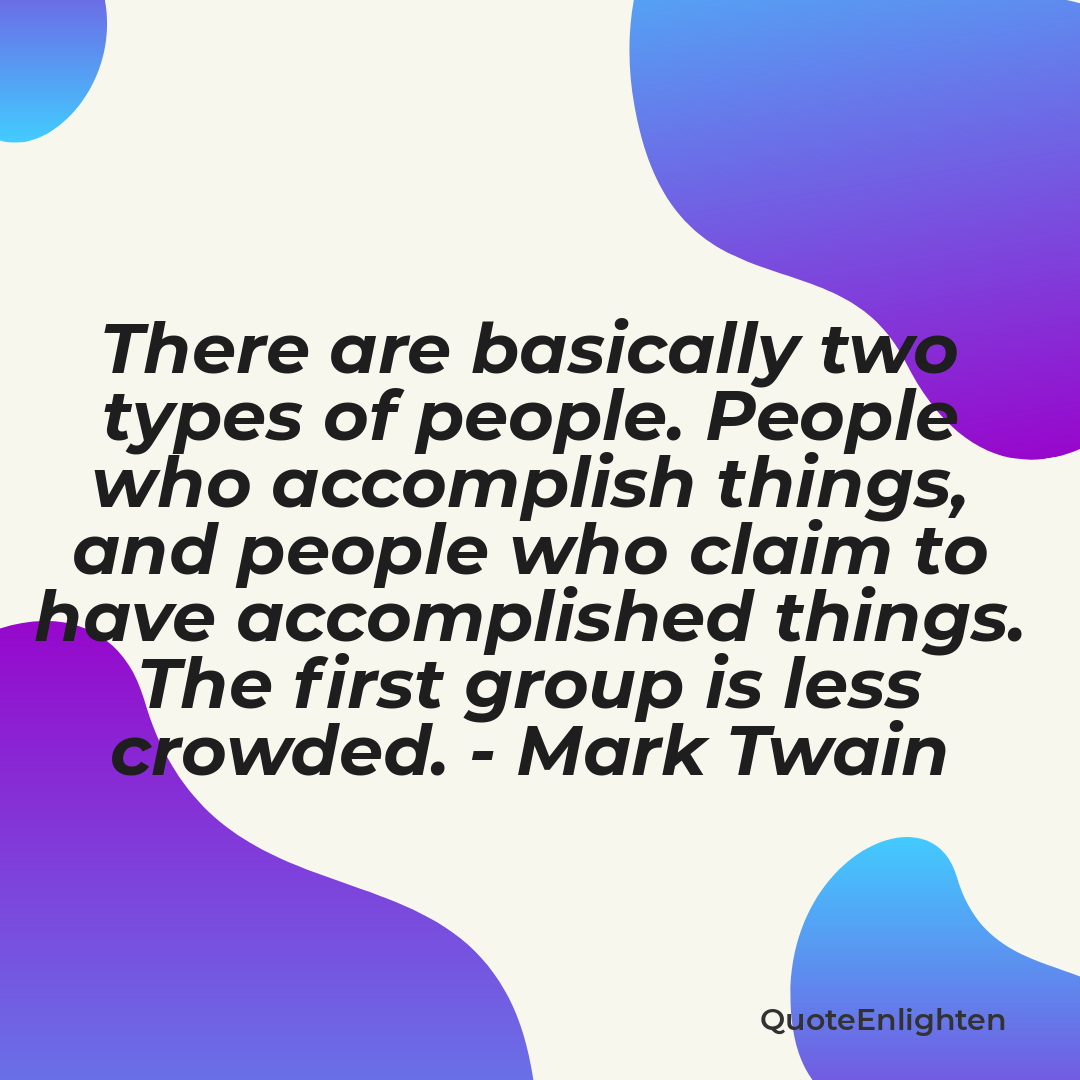 There are basically two
types of people. People
who accomplish things,
and people who claim to
have accomplished things.
The first group is less
crowded. - Mark Twain
QuoteEnlighten